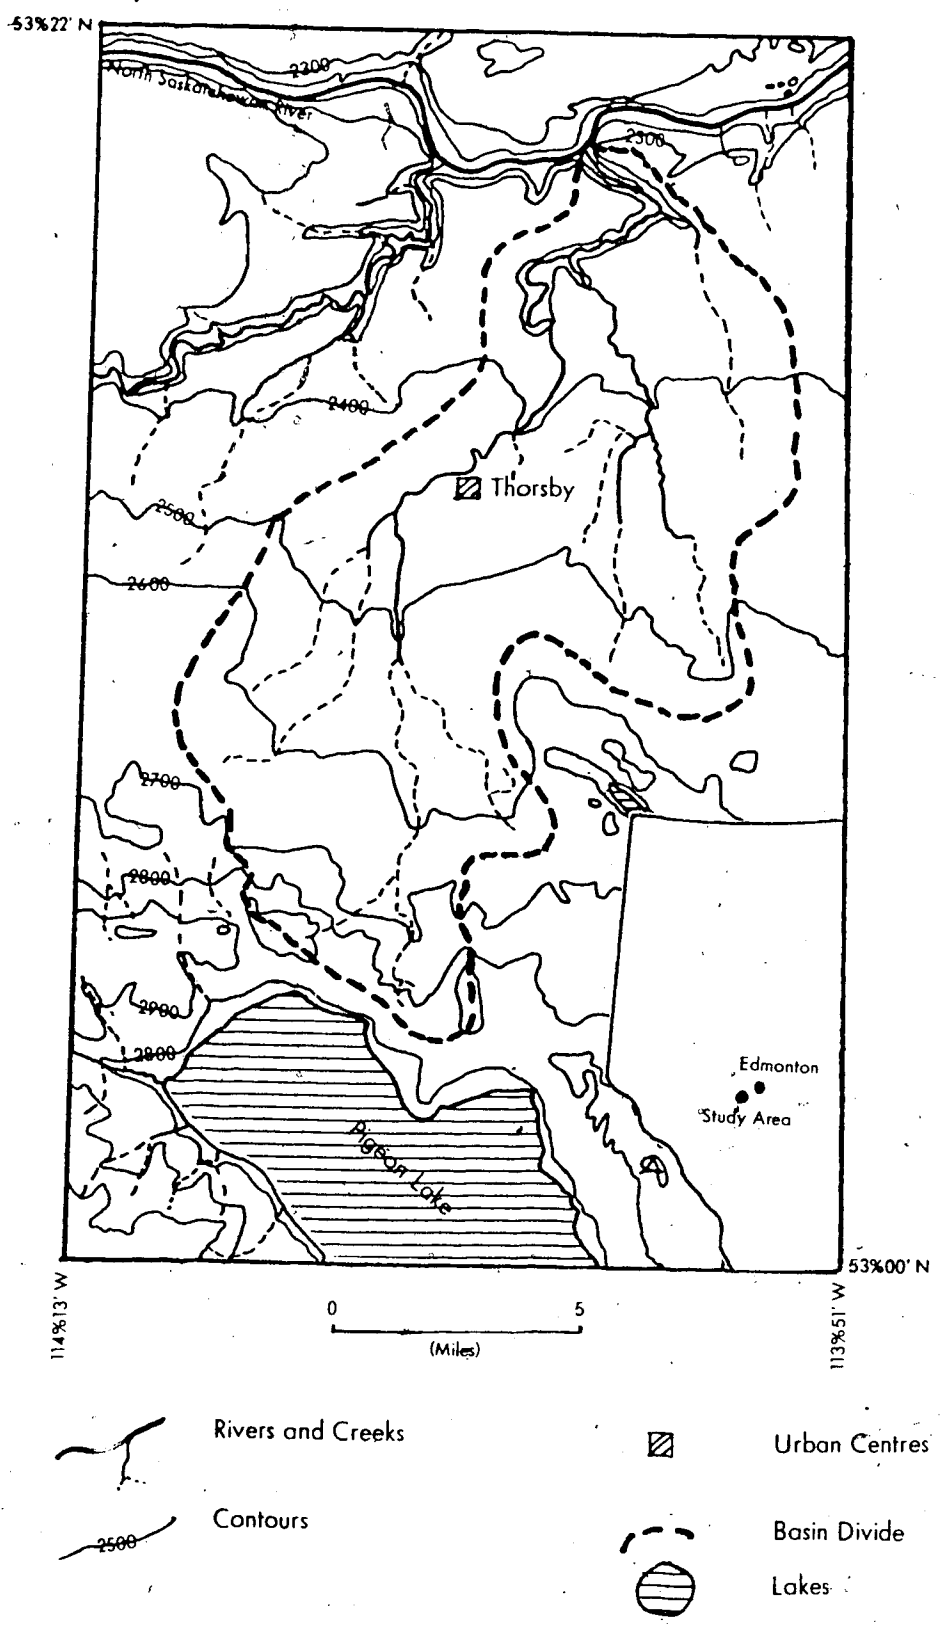 53%22' N
2300
North Saskatchewan River
2300
2400
Thorsby
2500
2600
2700
2800
2900
2800
Edmonton
Study Area
Pigeon Lake
53%00' N
114%13' W
113%51' W
0 5
(Miles)
Rivers and Creeks
Urban Centres
2500
Contours
Basin Divide
Lakes